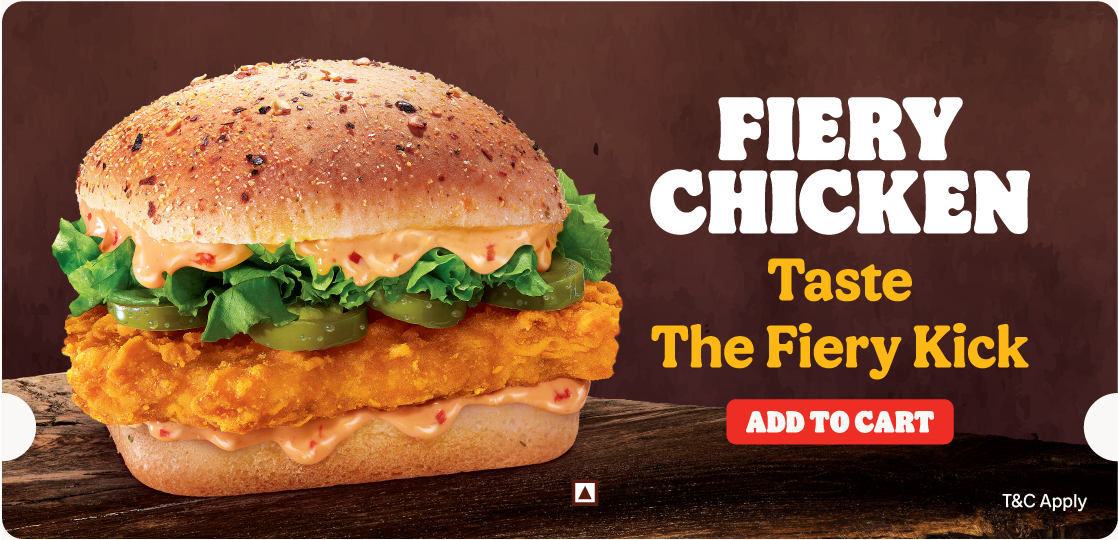 FIERY
CHICKEN
Taste
The Fiery Kick
ADD TO CART
T&C Apply